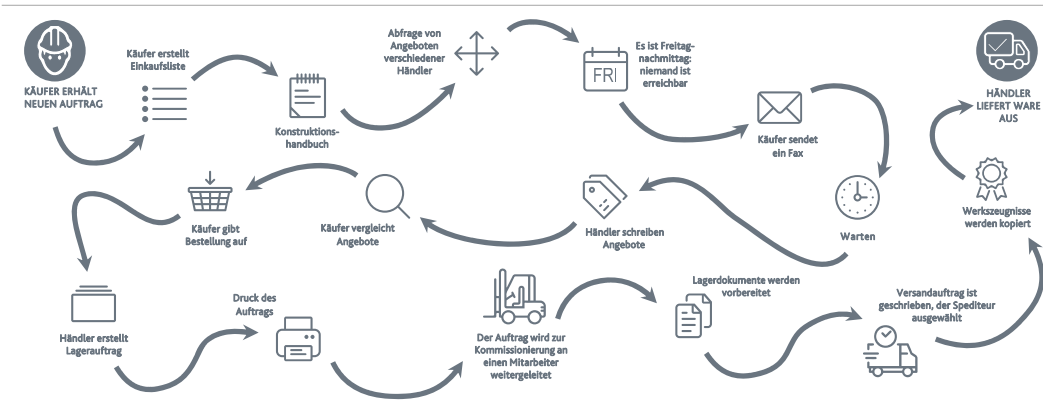 KÄUFER ERHÄLT
NEUEN AUFTRAG
Käufer erstellt
Einkaufsliste
Konstruktions-
handbuch
Abfrage von
Angeboten
verschiedener
Händler
FRI
Es ist Freitag-
nachmittag:
niemand ist
erreichbar
Käufer sendet
ein Fax
Warten
Händler schreiben
Angebote
Käufer vergleicht
Angebote
Käufer gibt
Bestellung auf
Händler erstellt
Lagerauftrag
Druck des
Auftrags
Der Auftrag wird zur
Kommissionierung an
einen Mitarbeiter
weitergeleitet
Lagerdokumente werden
vorbereitet
Versandauftrag ist
geschrieben, der Spediteur
ausgewählt
Werkszeugnisse
werden kopiert
HÄNDLER
LIEFERT WARE
AUS